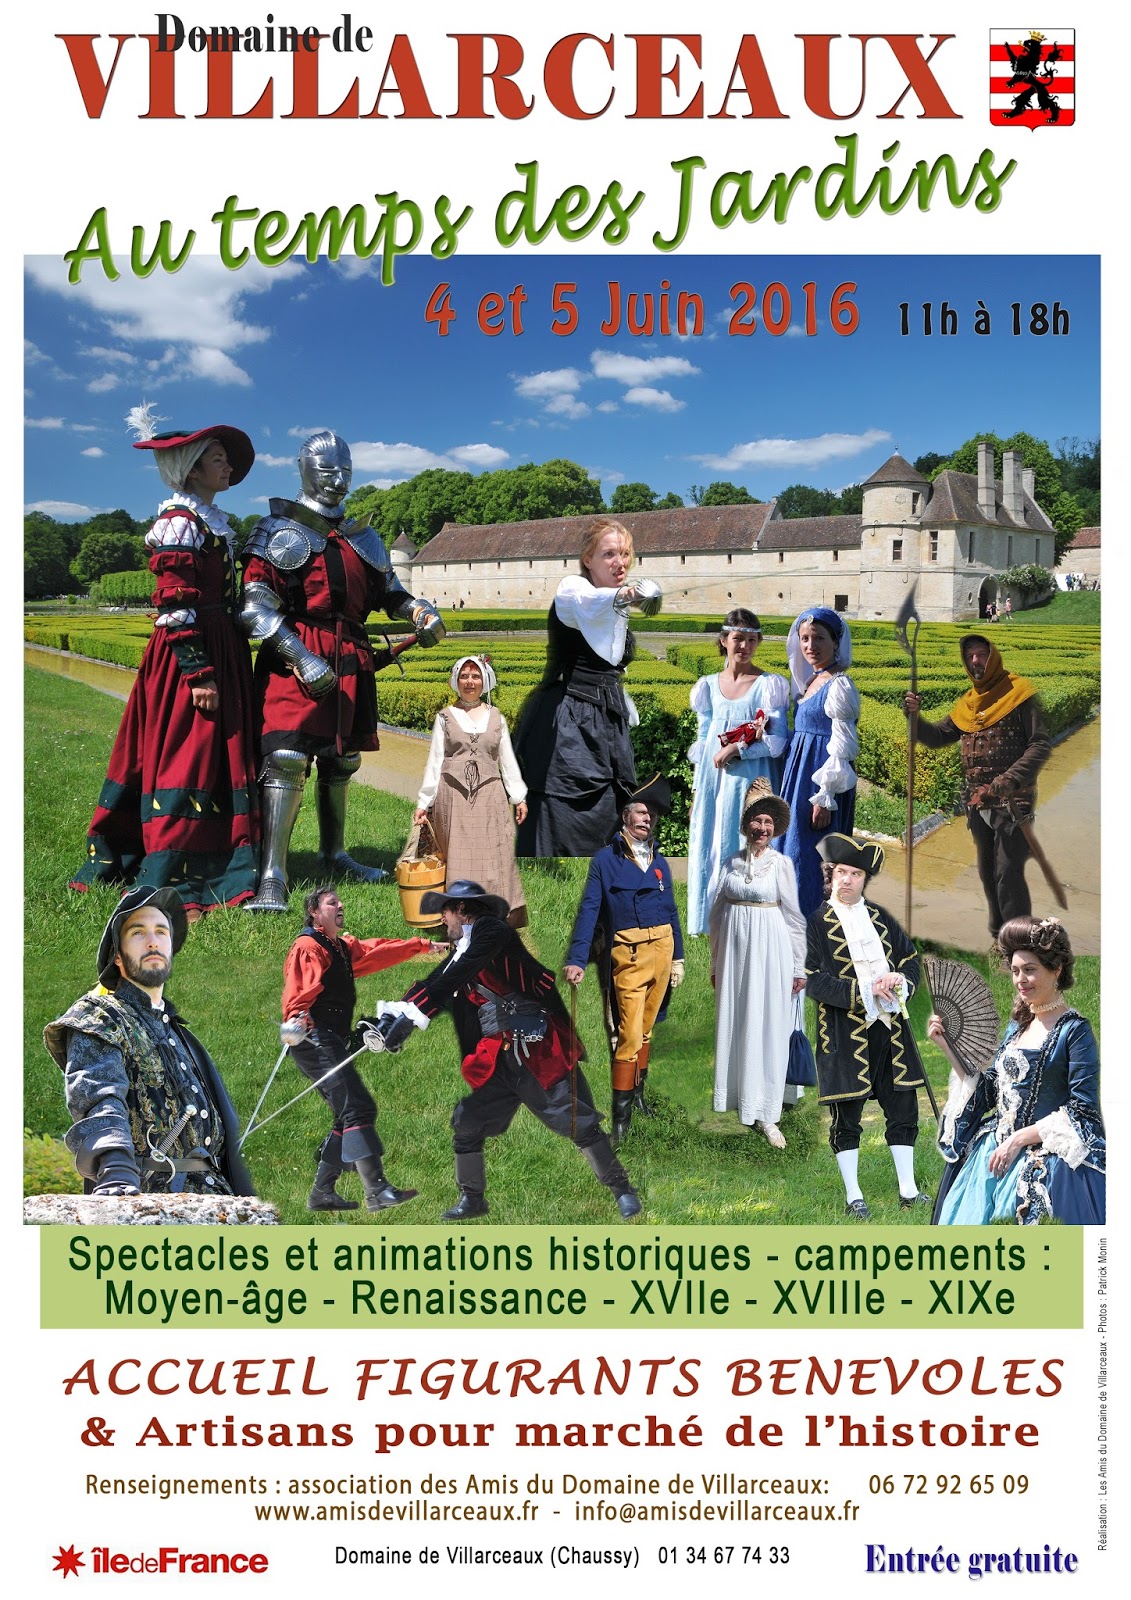 Domaine de
VILLARCEAUX
Au temps des Jardins
4 et 5 Juin 2016 11h à 18h
Spectacles et animations historiques - campements :
Moyen-âge - Renaissance - XVIIe - XVIIIe - XIXe
ACCUEIL FIGURANTS BENEVOLES
& Artisans pour marché de l'histoire
Renseignements : association des Amis du Domaine de Villarceaux: 06 72 92 65 09
www.amisdevillarceaux.fr - info@amisdevillarceaux.fr
îledeFrance
Domaine de Villarceaux (Chaussy) 01 34 67 74 33
Entrée gratuite
Réalisation : Les Amis du Domaine de Villarceaux - Photos : Patrick Monin